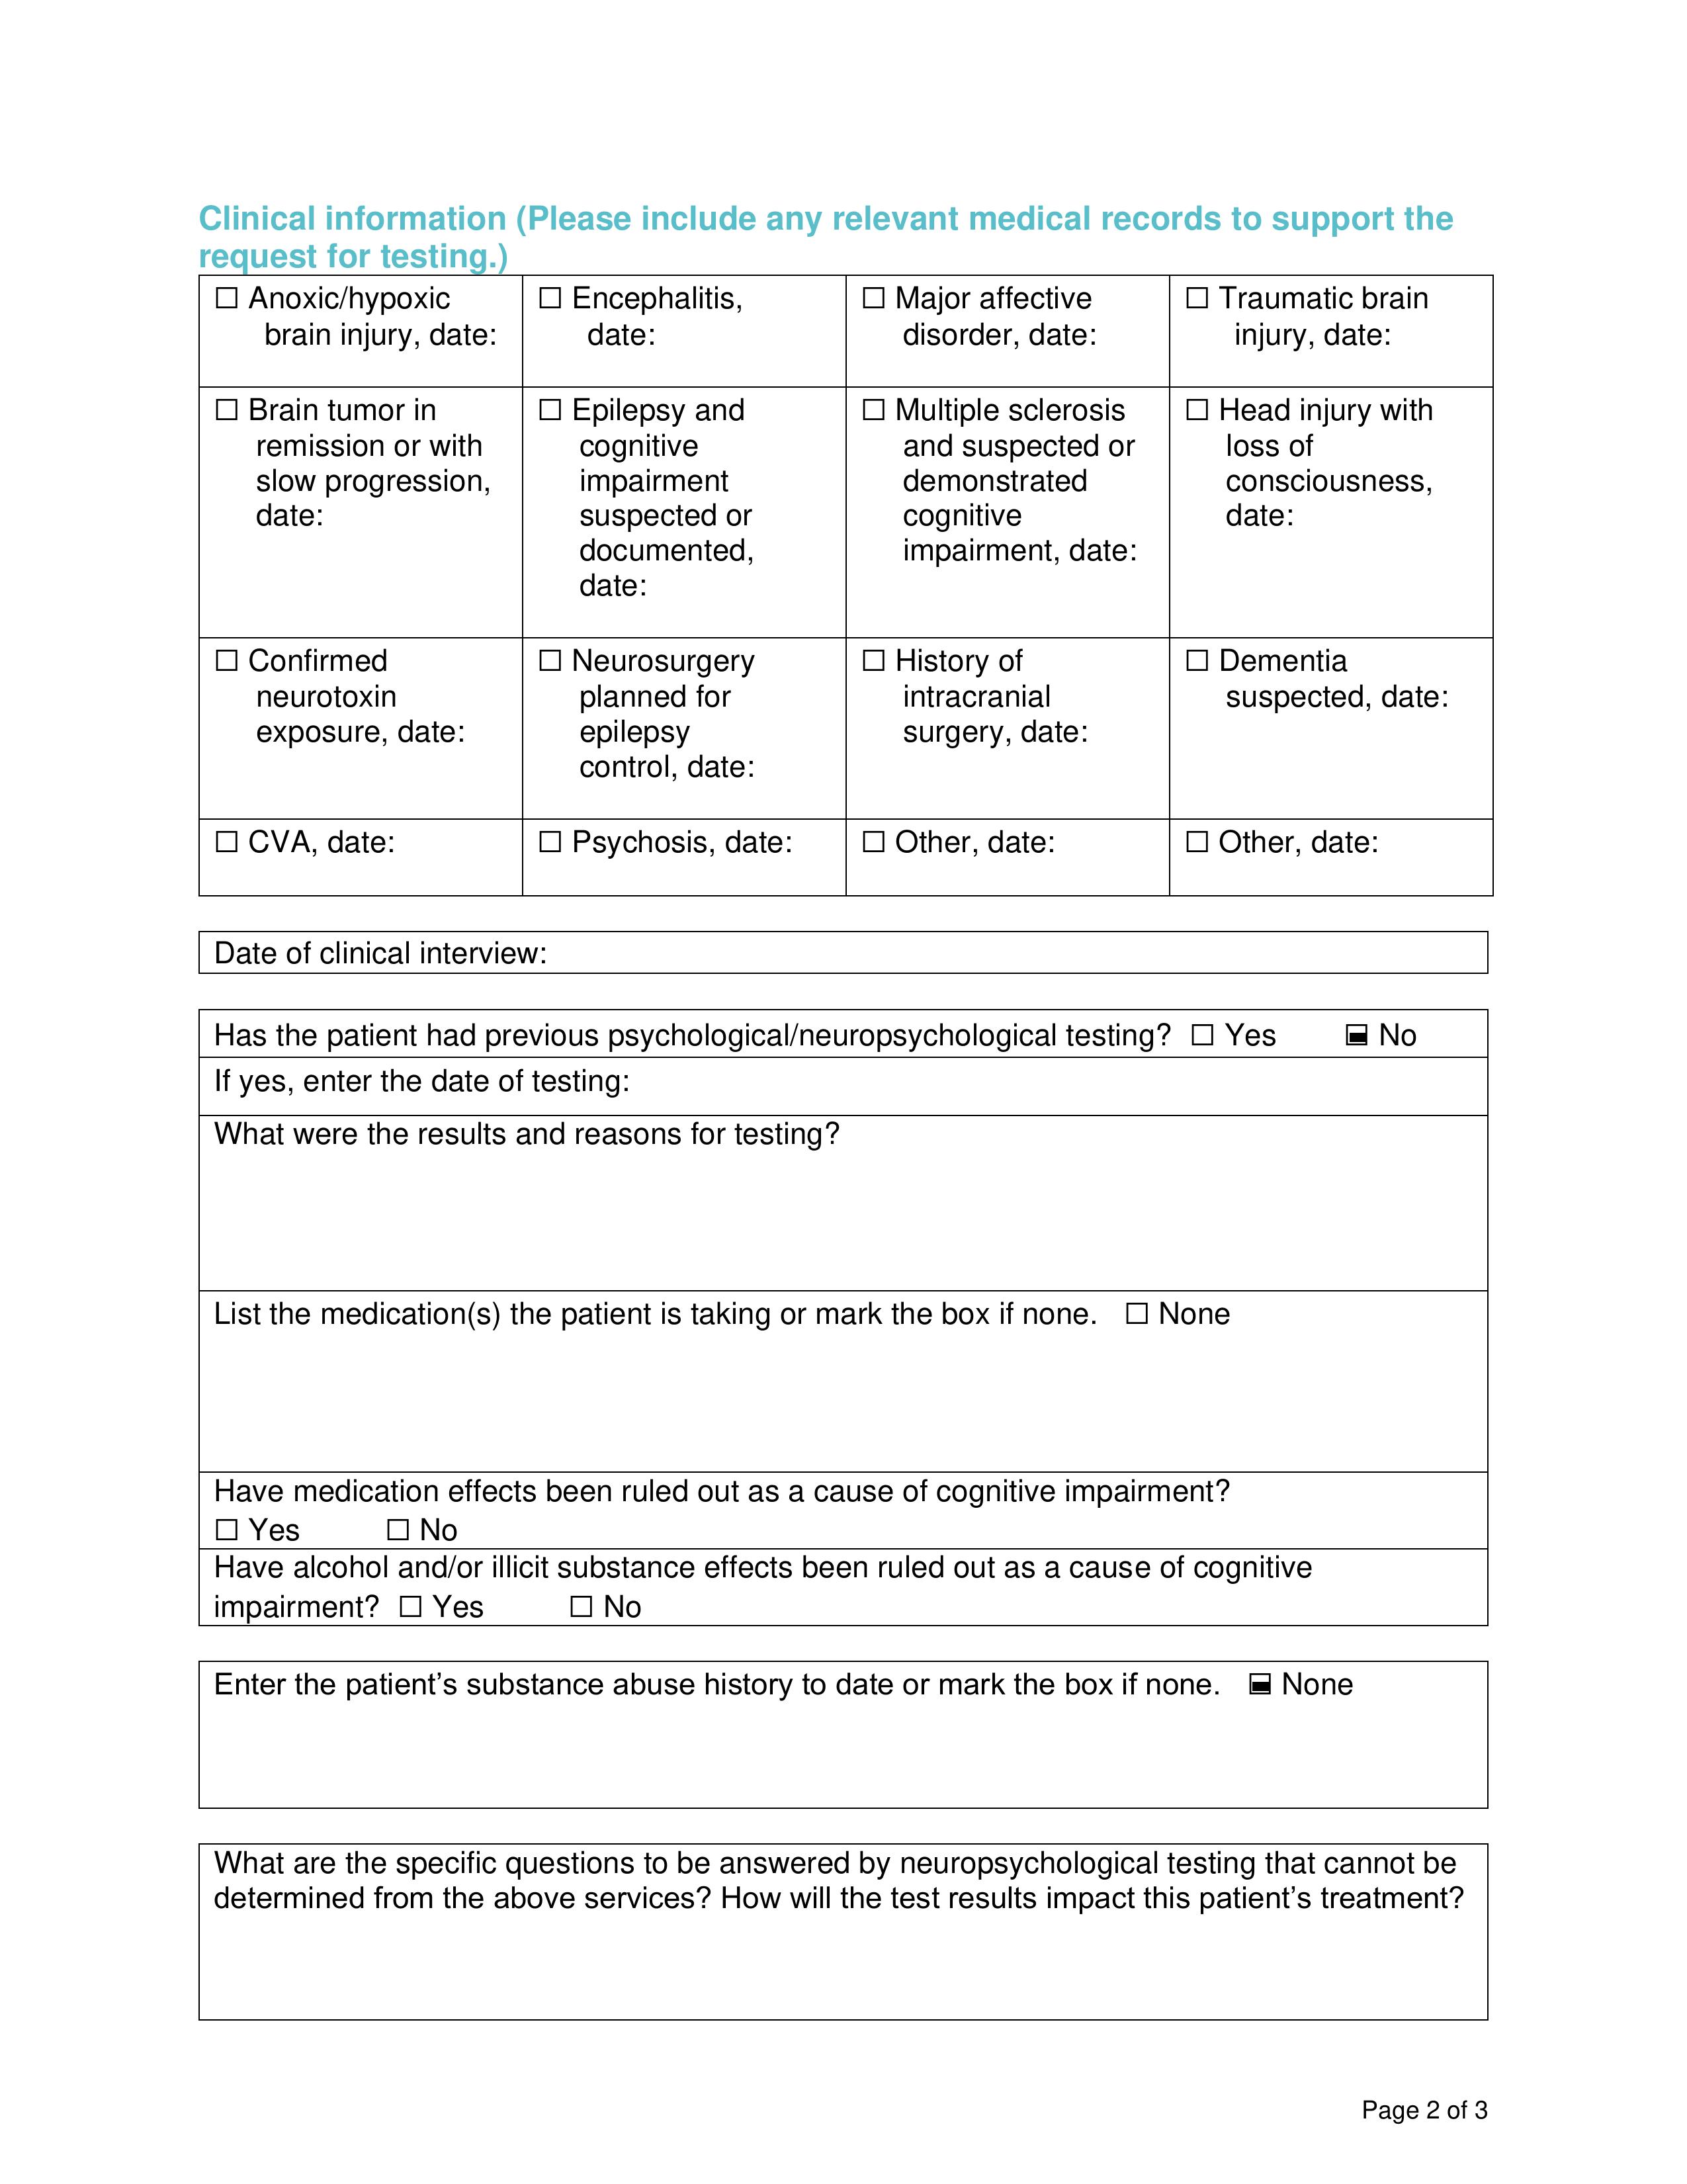 Clinical information (Please include any relevant medical records to support the
request for testing.)
☐ Anoxic/hypoxic
brain injury, date:
☐ Encephalitis,
date:
☐ Major affective
disorder, date:
☐ Traumatic brain
injury, date:
☐ Brain tumor in
remission or with
slow progression,
date:
☐ Epilepsy and
cognitive
impairment
suspected or
documented,
date:
☐ Multiple sclerosis
and suspected or
demonstrated
cognitive
impairment, date:
☐ Head injury with
loss of
consciousness,
date:
☐ Confirmed
neurotoxin
exposure, date:
☐ Neurosurgery
planned for
epilepsy
control, date:
☐ History of
intracranial
surgery, date:
☐ Dementia
suspected, date:
☐ CVA, date:
☐ Psychosis, date:
☐ Other, date:
☐ Other, date:
Date of clinical interview:
Has the patient had previous psychological/neuropsychological testing? ☐ Yes ⬓ No
If yes, enter the date of testing:
What were the results and reasons for testing?
List the medication(s) the patient is taking or mark the box if none. ☐ None
Have medication effects been ruled out as a cause of cognitive impairment?
☐ Yes ☐ No
Have alcohol and/or illicit substance effects been ruled out as a cause of cognitive
impairment? ☐ Yes ☐ No
Enter the patient’s substance abuse history to date or mark the box if none. ⬓ None
What are the specific questions to be answered by neuropsychological testing that cannot be
determined from the above services? How will the test results impact this patient’s treatment?
Page 2 of 3